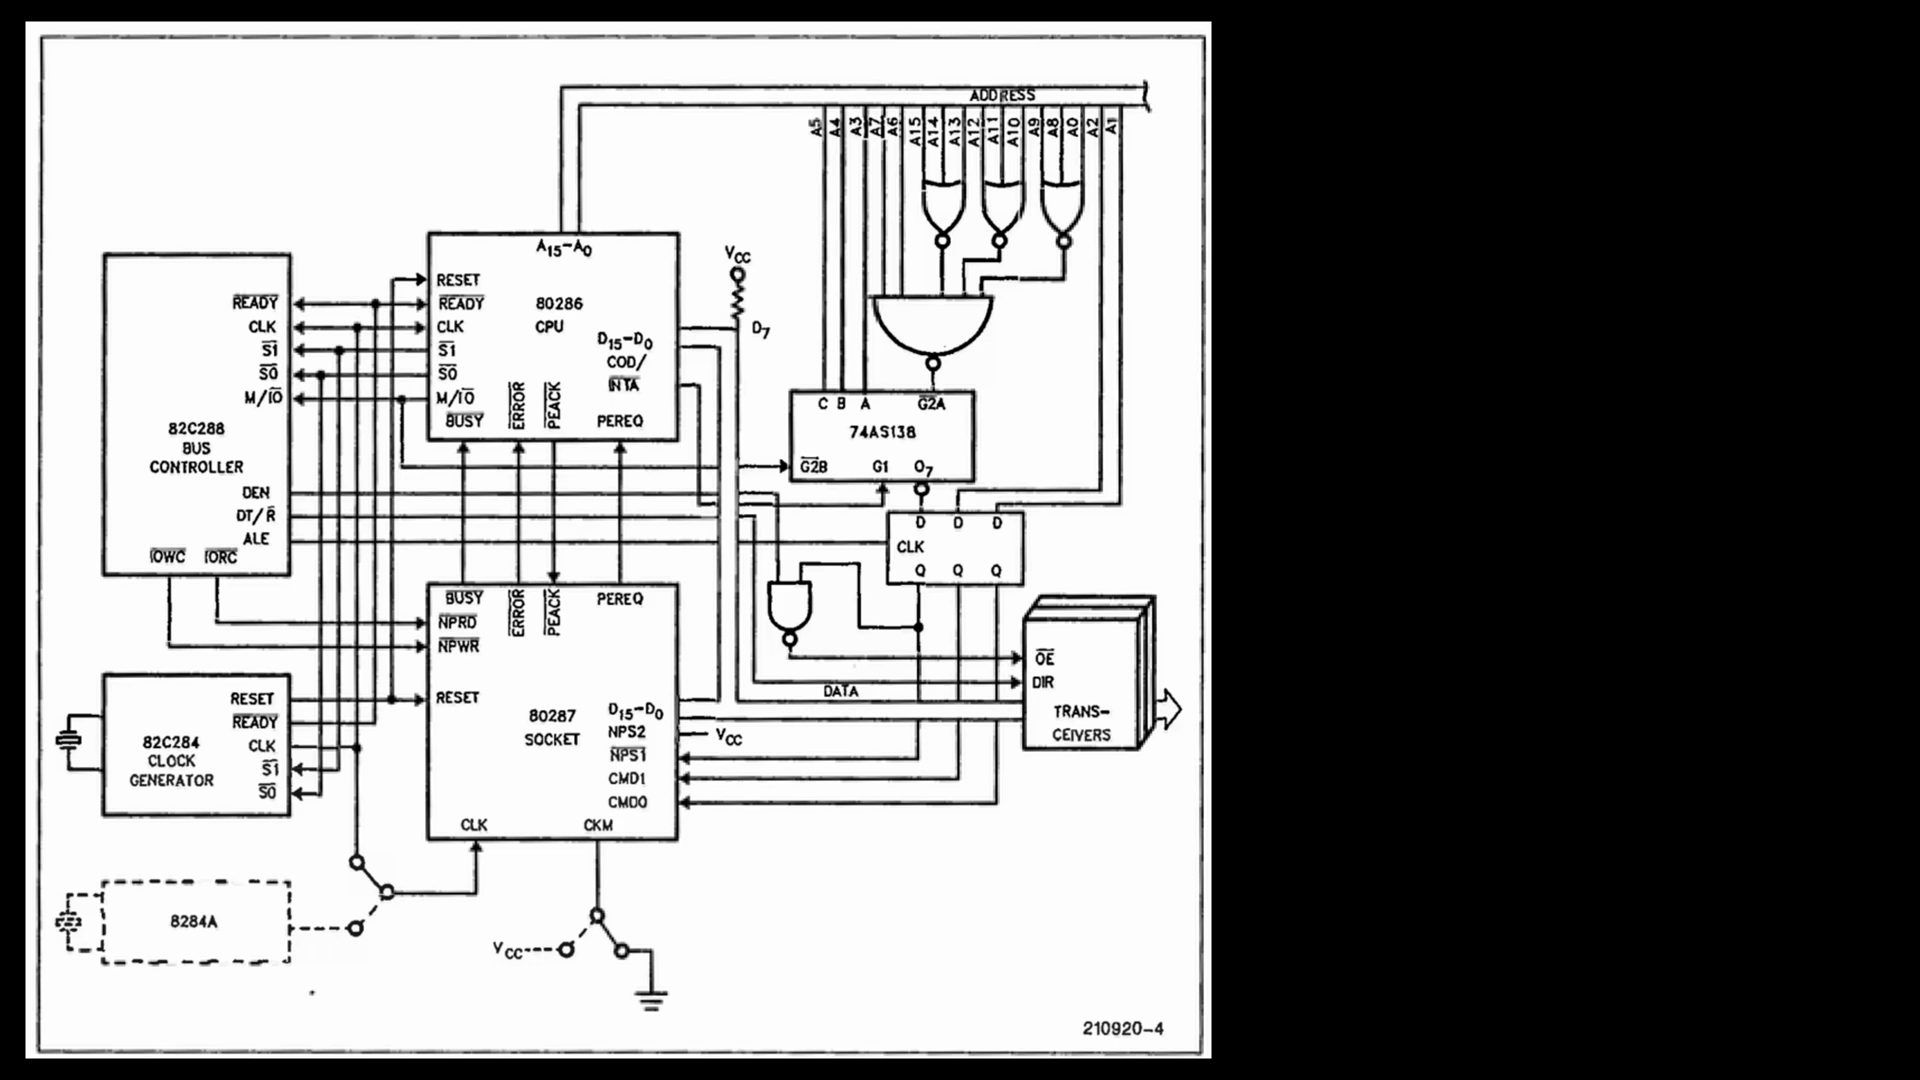 ADDRESS
A5 A4 A3 A7 A6 A15 A14 A13 A12 A11 A10 A9 A8 A0 A2 A1
A15-A0
RESET
READY
80286
CPU
CLK
S1
S0
M/IO
D15-D0
COD/
INTA
BUSY
ERROR
PEACK
PEREQ
VCC
D7
READY
CLK
S1
S0
M/IO
82C288
BUS
CONTROLLER
DEN
DT/R
ALE
IOWC IORC
C B A G2A
74AS138
G2B G1 O7
D D D
CLK
Q Q Q
BUSY
ERROR
PEACK
PEREQ
NPRD
NPWR
RESET
80287
SOCKET
D15-D0
NPS2
VCC
NPS1
CMD1
CMD0
CLK CKM
OE
DIR
DATA
TRANS-
CEIVERS
RESET
READY
CLK
S1
S0
82C284
CLOCK
GENERATOR
8284A
VCC
210920-4